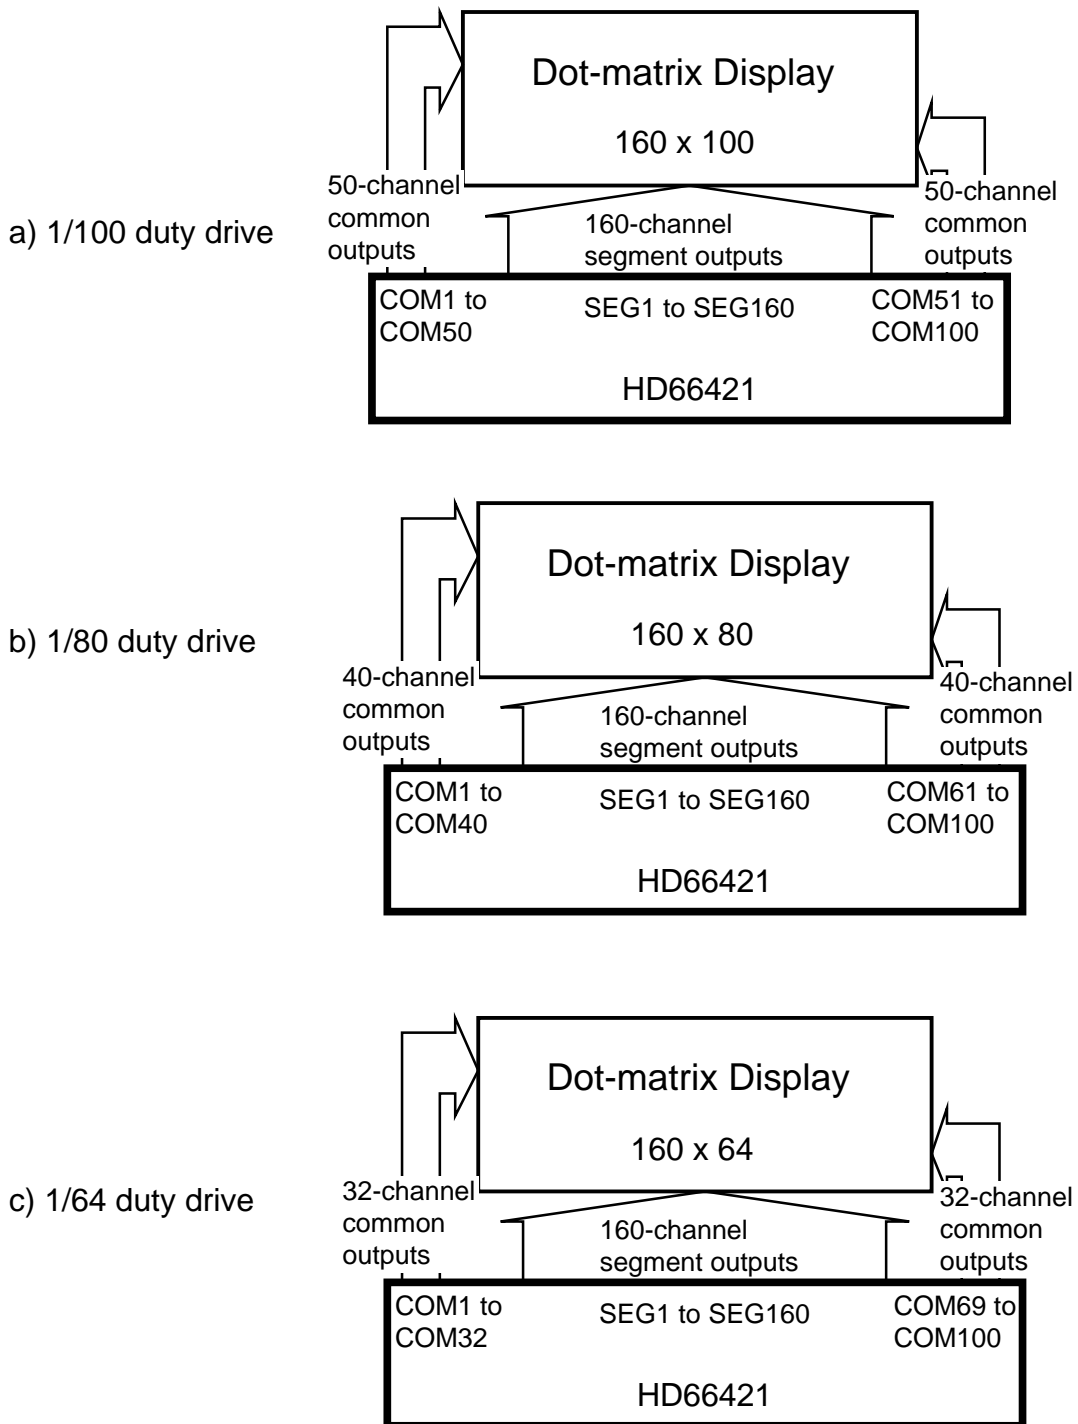 Dot-matrix Display
160 x 100
50-channel
common
outputs
50-channel
common
outputs
a) 1/100 duty drive
160-channel
segment outputs
COM1 to
COM50
SEG1 to SEG160
COM51 to
COM100
HD66421
Dot-matrix Display
160 x 80
b) 1/80 duty drive
40-channel
common
outputs
40-channel
common
outputs
160-channel
segment outputs
COM1 to
COM40
SEG1 to SEG160
COM61 to
COM100
HD66421
Dot-matrix Display
160 x 64
c) 1/64 duty drive
32-channel
common
outputs
32-channel
common
outputs
160-channel
segment outputs
COM1 to
COM32
SEG1 to SEG160
COM69 to
COM100
HD66421